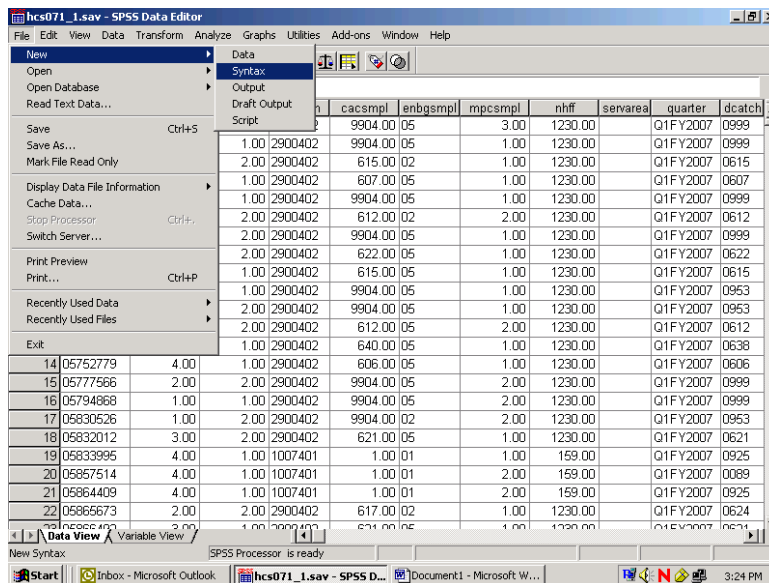 hcs071_1.sav - SPSS Data Editor
File Edit View Data Transform Analyze Graphs Utilities Add-ons Window Help
New Data
Open Syntax
Open Database Output
Read Text Data... Draft Output
Script
Save Ctrl+S
Save As...
Mark File Read Only
Display Data File Information
Cache Data...
Stop Processor Ctrl+.
Switch Server...
Print Preview
Print... Ctrl+P
Recently Used Data
Recently Used Files
Exit
cacsmpl enbgsmpl mpcsmpl nhff servarea quarter dcatch
9904.00 05 3.00 1230.00 Q1FY2007 0999
1.00 2900402 9904.00 05 1.00 1230.00 Q1FY2007 0999
2.00 2900402 615.00 02 1.00 1230.00 Q1FY2007 0615
1.00 2900402 607.00 05 1.00 1230.00 Q1FY2007 0607
1.00 2900402 9904.00 05 1.00 1230.00 Q1FY2007 0999
2.00 2900402 612.00 02 2.00 1230.00 Q1FY2007 0612
2.00 2900402 9904.00 05 1.00 1230.00 Q1FY2007 0999
2.00 2900402 622.00 05 1.00 1230.00 Q1FY2007 0622
1.00 2900402 615.00 05 1.00 1230.00 Q1FY2007 0615
1.00 2900402 9904.00 05 1.00 1230.00 Q1FY2007 0953
2.00 2900402 9904.00 05 1.00 1230.00 Q1FY2007 0953
2.00 2900402 612.00 05 2.00 1230.00 Q1FY2007 0612
1.00 2900402 640.00 05 1.00 1230.00 Q1FY2007 0638
14 05752779 4.00 1.00 2900402 606.00 05 1.00 1230.00 Q1FY2007 0606
15 05777566 2.00 2.00 2900402 9904.00 05 2.00 1230.00 Q1FY2007 0999
16 05794868 1.00 1.00 2900402 9904.00 05 2.00 1230.00 Q1FY2007 0999
17 05830526 1.00 2.00 2900402 9904.00 02 2.00 1230.00 Q1FY2007 0953
18 05832012 3.00 2.00 2900402 621.00 05 1.00 1230.00 Q1FY2007 0621
19 05833995 4.00 1.00 1007401 1.00 01 1.00 159.00 Q1FY2007 0925
20 05857514 4.00 1.00 1007401 1.00 01 2.00 159.00 Q1FY2007 0089
21 05864409 4.00 1.00 1007401 1.00 01 2.00 159.00 Q1FY2007 0925
22 05865673 2.00 2.00 2900402 617.00 02 1.00 1230.00 Q1FY2007 0624
Data View Variable View
New Syntax SPSS Processor is ready
Start Inbox - Microsoft Outlook hcs071_1.sav - SPSS D... Document1 - Microsoft W... 3:24 PM